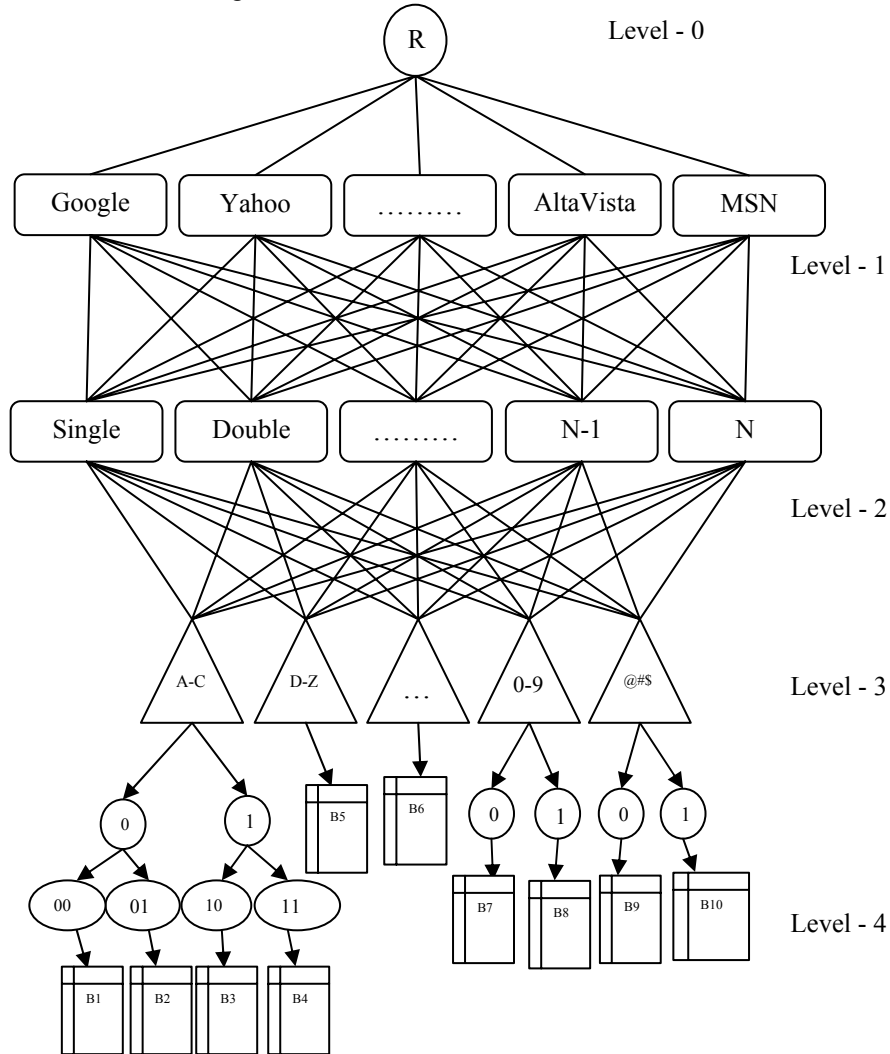 R Level - 0
Google Yahoo ……… AltaVista MSN
Level - 1
Single Double ……… N-1 N
Level - 2
A-C D-Z … 0-9 @#$ Level - 3
B5 B6
0 1 0 1 0 1
00 01 10 11 B7 B8 B9 B10 Level - 4
B1 B2 B3 B4